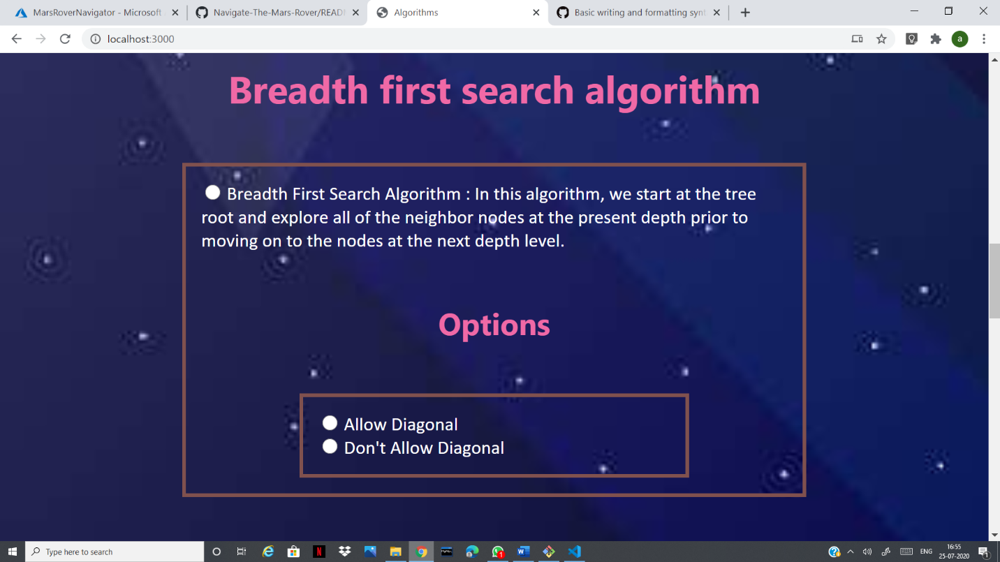 MarsRoverNavigator - Microsoft
Navigate-The-Mars-Rover/READ
Algorithms
Basic writing and formatting synt
localhost:3000
a
Breadth first search algorithm
Breadth First Search Algorithm : In this algorithm, we start at the tree
root and explore all of the neighbor nodes at the present depth prior to
moving on to the nodes at the next depth level.
Options
Allow Diagonal
Don't Allow Diagonal
Type here to search
ENG
16:55
25-07-2020